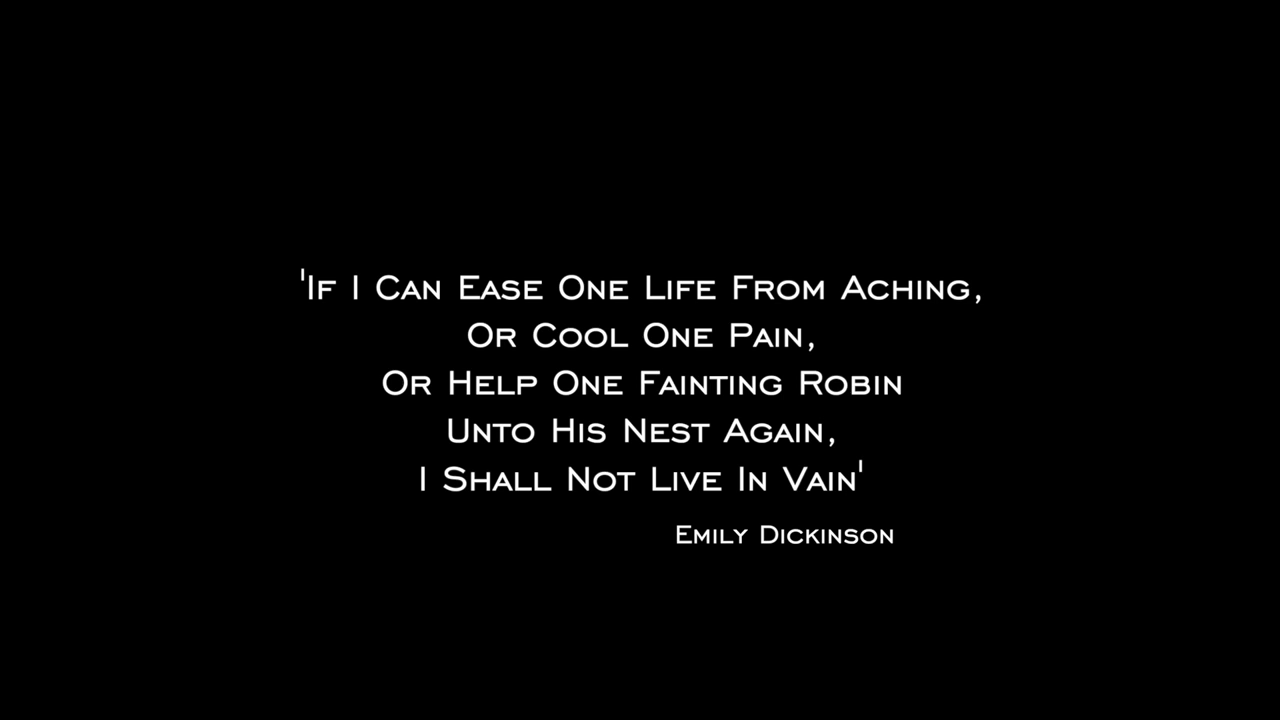 'If I Can Ease One Life From Aching,
Or Cool One Pain,
Or Help One Fainting Robin
Unto His Nest Again,
I Shall Not Live In Vain'
Emily Dickinson